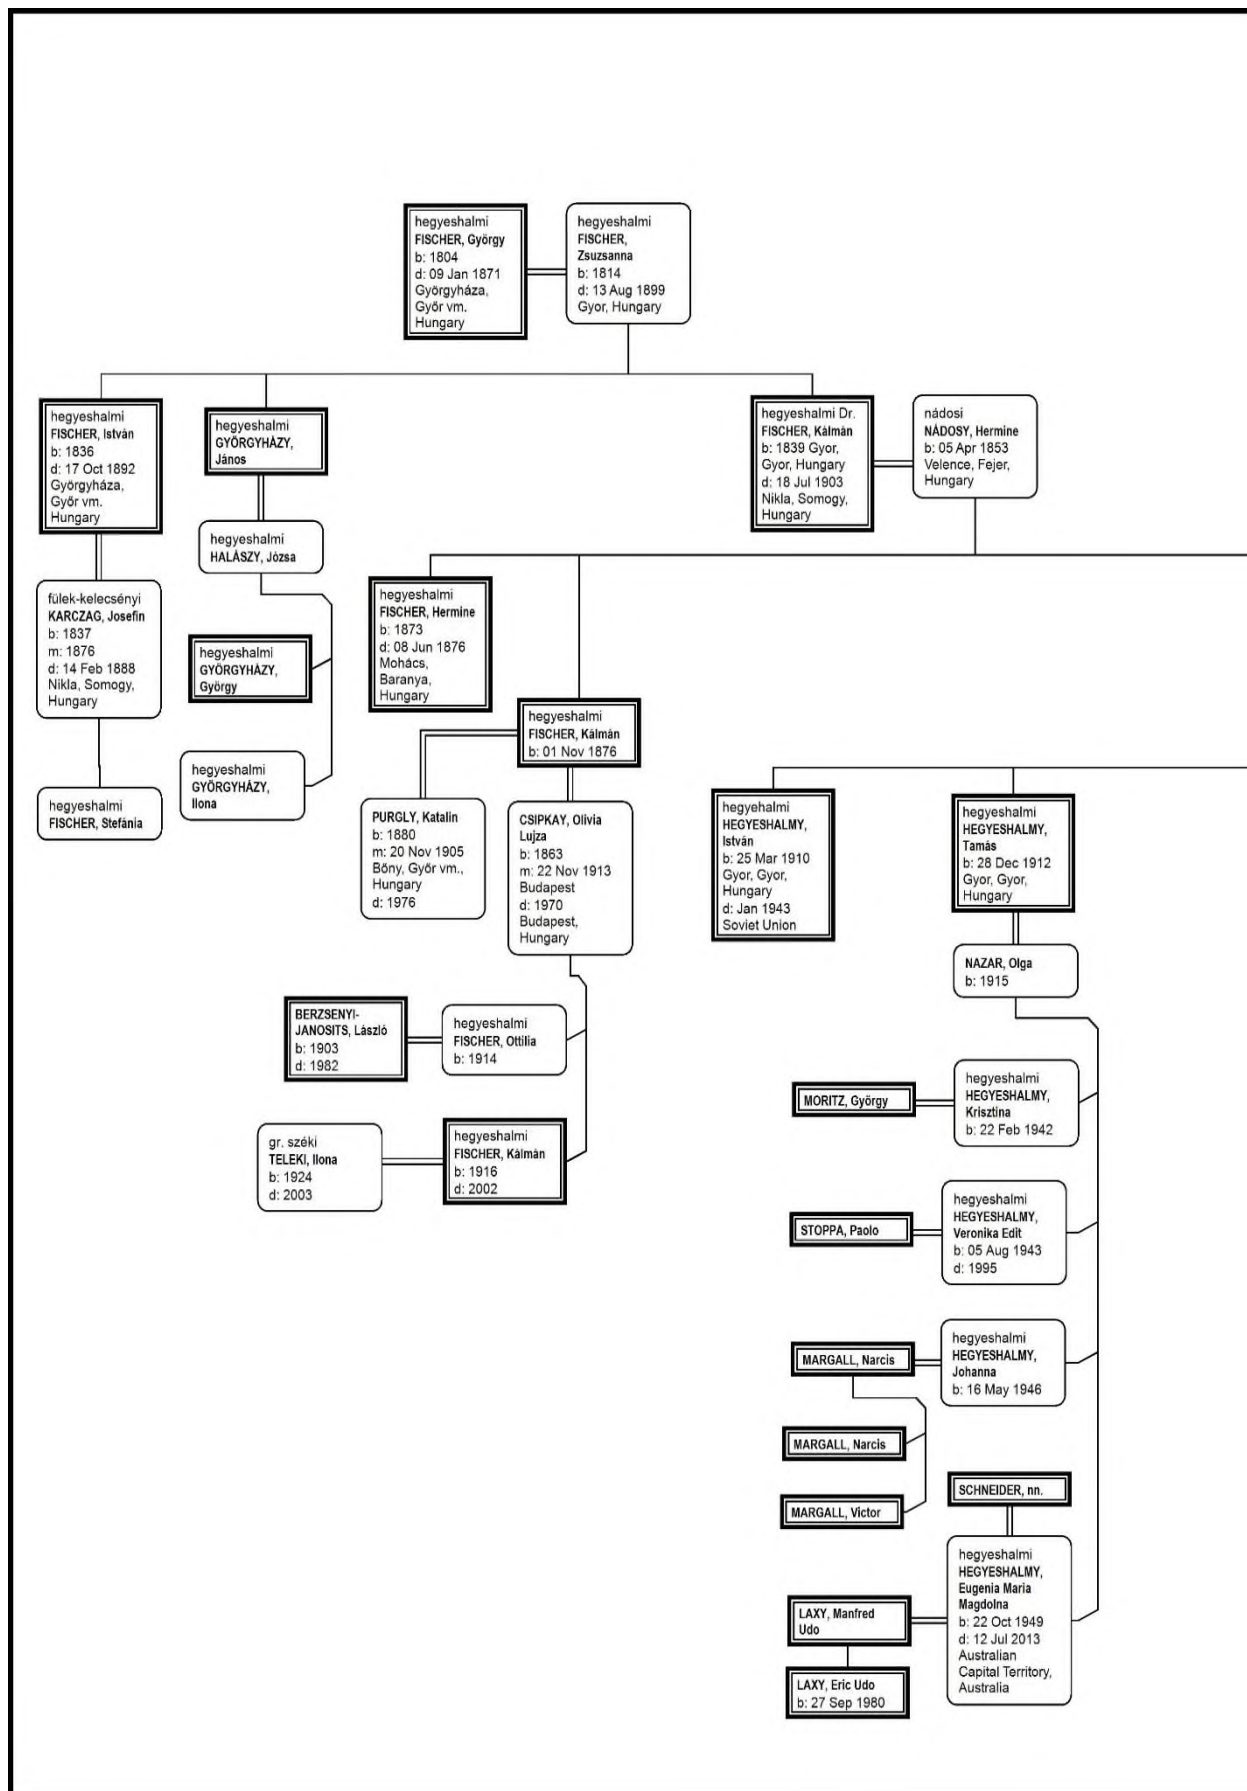 hegyeshalmi
FISCHER, György
b: 1804
d: 09 Jan 1871
Györgyháza,
Győr vm.
Hungary
hegyeshalmi
FISCHER,
Zsuzsanna
b: 1814
d: 13 Aug 1899
Gyor, Hungary
hegyeshalmi
FISCHER, István
b: 1836
d: 17 Oct 1892
Györgyháza,
Győr vm.
Hungary
hegyeshalmi
GYÖRGYHÁZY,
János
hegyeshalmi Dr.
FISCHER, Kálmán
b: 1839 Gyor,
Gyor, Hungary
d: 18 Jul 1903
Nikla, Somogy,
Hungary
nádosi
NÁDOSY, Hermine
b: 05 Apr 1853
Velence, Fejer,
Hungary
hegyeshalmi
HALÁSZY, Józsa
fülek-kelecsényi
KARCZAG, Josefin
b: 1837
m: 1876
d: 14 Feb 1888
Nikla, Somogy,
Hungary
hegyeshalmi
GYÖRGYHÁZY,
György
hegyeshalmi
FISCHER, Hermine
b: 1873
d: 08 Jun 1876
Mohács,
Baranya,
Hungary
hegyeshalmi
FISCHER, Kálmán
b: 01 Nov 1876
hegyeshalmi
GYÖRGYHÁZY,
Ilona
hegyeshalmi
FISCHER, Stefánia
PURGLY, Katalin
b: 1880
m: 20 Nov 1905
Bőny, Győr vm.,
Hungary
d: 1976
CSIPKAY, Olivia
Lujza
b: 1863
m: 22 Nov 1913
Budapest
d: 1970
Budapest,
Hungary
hegyehalmi
HEGYESHALMY,
István
b: 25 Mar 1910
Gyor, Gyor,
Hungary
d: Jan 1943
Soviet Union
hegyeshalmi
HEGYESHALMY,
Tamás
b: 28 Dec 1912
Gyor, Gyor,
Hungary
NAZAR, Olga
b: 1915
BERZSENYI-
JANOSITS, László
b: 1903
d: 1982
hegyeshalmi
FISCHER, Ottilia
b: 1914
gr. széki
TELEKI, Ilona
b: 1924
d: 2003
hegyeshalmi
FISCHER, Kálmán
b: 1916
d: 2002
MORITZ, György
hegyeshalmi
HEGYESHALMY,
Krisztina
b: 22 Feb 1942
STOPPA, Paolo
hegyeshalmi
HEGYESHALMY,
Veronika Edit
b: 05 Aug 1943
d: 1995
MARGALL, Narcis
hegyeshalmi
HEGYESHALMY,
Johanna
b: 16 May 1946
MARGALL, Narcis
MARGALL, Victor
SCHNEIDER, nn.
hegyeshalmi
HEGYESHALMY,
Eugenia Maria
Magdolna
b: 22 Oct 1949
d: 12 Jul 2013
Australian
Capital Territory,
Australia
LAXY, Manfred
Udo
LAXY, Eric Udo
b: 27 Sep 1980